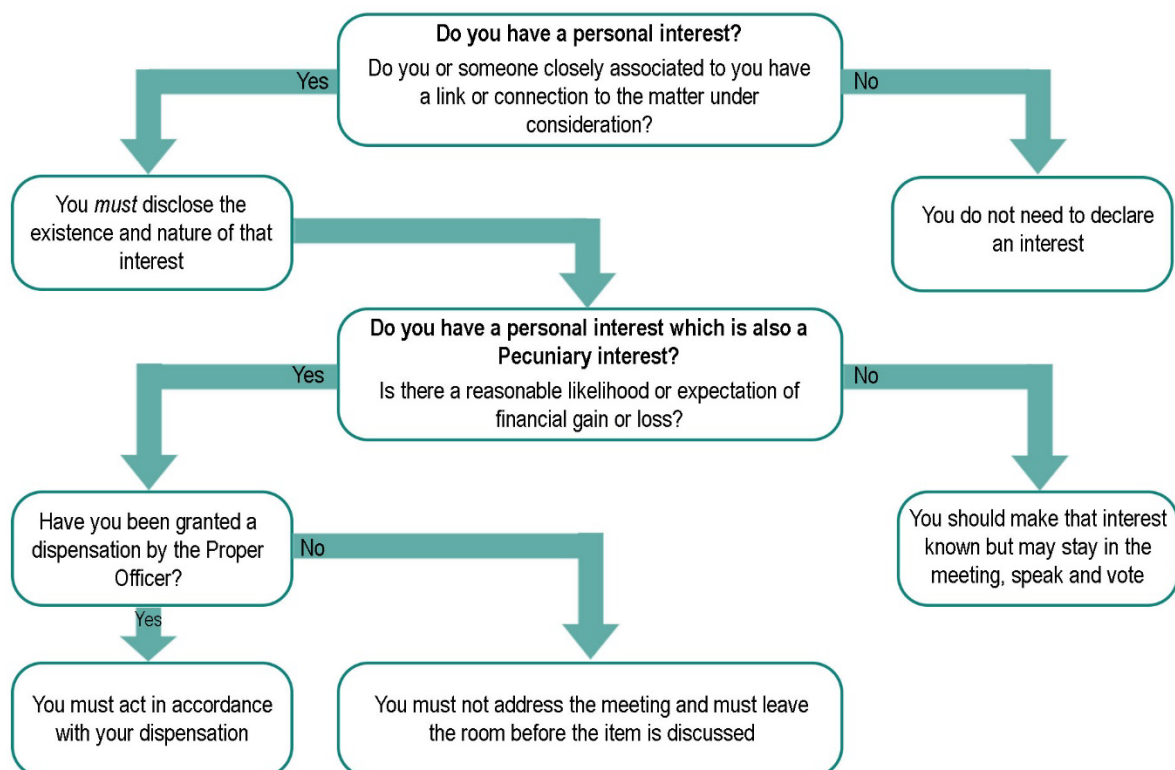 Do you have a personal interest?
Do you or someone closely associated to you have
a link or connection to the matter under
consideration?
Yes
No
You must disclose the
existence and nature of that
interest
You do not need to declare
an interest
Do you have a personal interest which is also a
Pecuniary interest?
Is there a reasonable likelihood or expectation of
financial gain or loss?
Yes
No
Have you been granted a
dispensation by the Proper
Officer?
No
You should make that interest
known but may stay in the
meeting, speak and vote
Yes
You must act in accordance
with your dispensation
You must not address the meeting and must leave
the room before the item is discussed